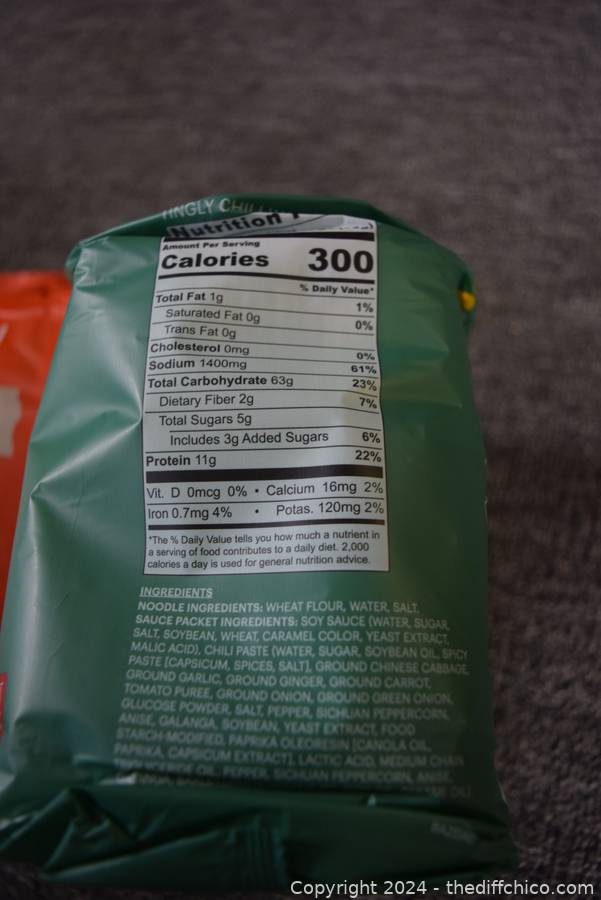 TINGLY CHILI
Nutrition
Amount Per Serving
Calories 300
% Daily Value*
Total Fat 1g 1%
Saturated Fat 0g 0%
Trans Fat 0g
Cholesterol 0mg 0%
Sodium 1400mg 61%
Total Carbohydrate 63g 23%
Dietary Fiber 2g 7%
Total Sugars 5g
Includes 3g Added Sugars 6%
Protein 11g 22%
Vit. D 0mcg 0% • Calcium 16mg 2%
Iron 0.7mg 4% • Potas. 120mg 2%
*The % Daily Value tells you how much a nutrient in
a serving of food contributes to a daily diet. 2,000
calories a day is used for general nutrition advice.
INGREDIENTS
NOODLE INGREDIENTS: WHEAT FLOUR, WATER, SALT.
SAUCE PACKET INGREDIENTS: SOY SAUCE (WATER, SUGAR,
SALT, SOYBEAN, WHEAT, CARAMEL COLOR, YEAST EXTRACT,
MALIC ACID), CHILI PASTE (WATER, SUGAR, SOYBEAN OIL, SPICY
PASTE [CAPSICUM, SPICES, SALT], GROUND CHINESE CABBAGE,
GROUND GARLIC, GROUND GINGER, GROUND CARROT,
TOMATO PUREE, GROUND ONION, GROUND GREEN ONION,
GLUCOSE POWDER, SALT, PEPPER, SICHUAN PEPPERCORN,
ANISE, GALANGA, SOYBEAN, YEAST EXTRACT, FOOD
STARCH-MODIFIED, PAPRIKA OLEORESIN [CANOLA OIL,
PAPRIKA, CAPSICUM EXTRACT], LACTIC ACID, MEDIUM CHAIN
OIL, PEPPER, SICHUAN PEPPERCORN, ANISE,
Copyright 2024 - thediffchico.com